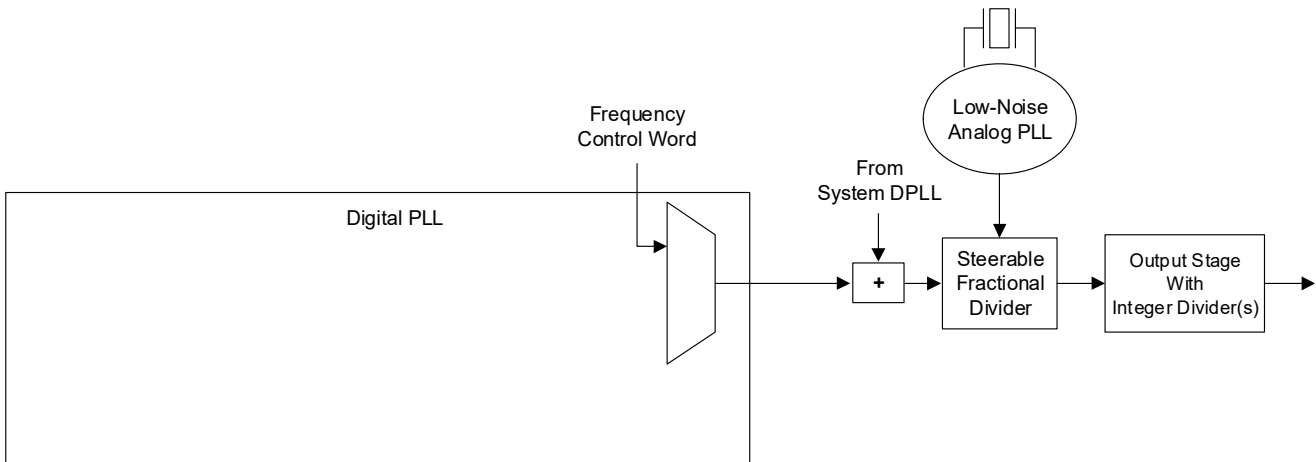 Low-Noise
Analog PLL
Frequency
Control Word
From
System DPLL
Digital PLL
+
Steerable
Fractional
Divider
Output Stage
With
Integer Divider(s)